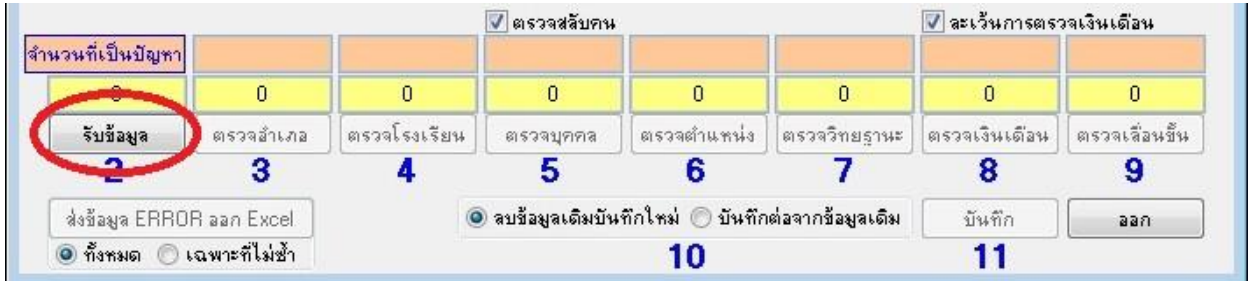 ตรวจสลับคน ละเว้นการตรวจเงินเดือน
จำนวนที่เป็นปัญหา
0 0 0 0 0 0 0 0
รับข้อมูล ตรวจอำเภอ ตรวจโรงเรียน ตรวจบุคคล ตรวจตำแหน่ง ตรวจวิทยฐานะ ตรวจเงินเดือน ตรวจเลื่อนขั้น
2 3 4 5 6 7 8 9
ส่งข้อมูล ERROR ออก Excel ลบข้อมูลเดิมบันทึกใหม่ บันทึกต่อจากข้อมูลเดิม บันทึก ออก
ทั้งหมด เฉพาะที่ไม่ซ้ำ 10 11